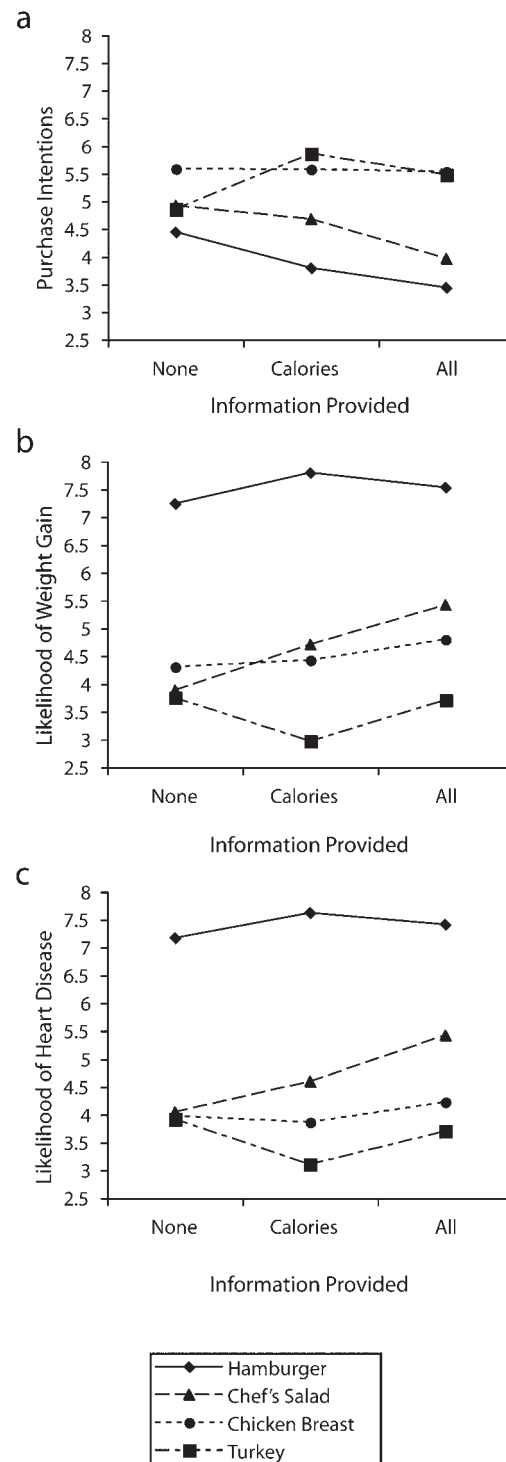 a
8
7.5
7
6.5
6
5.5
5
4.5
4
3.5
3
2.5
Purchase Intentions
None Calories All
Information Provided
b
8
7.5
7
6.5
6
5.5
5
4.5
4
3.5
3
2.5
Likelihood of Weight Gain
None Calories All
Information Provided
c
8
7.5
7
6.5
6
5.5
5
4.5
4
3.5
3
2.5
Likelihood of Heart Disease
None Calories All
Information Provided
Hamburger
Chef's Salad
Chicken Breast
Turkey